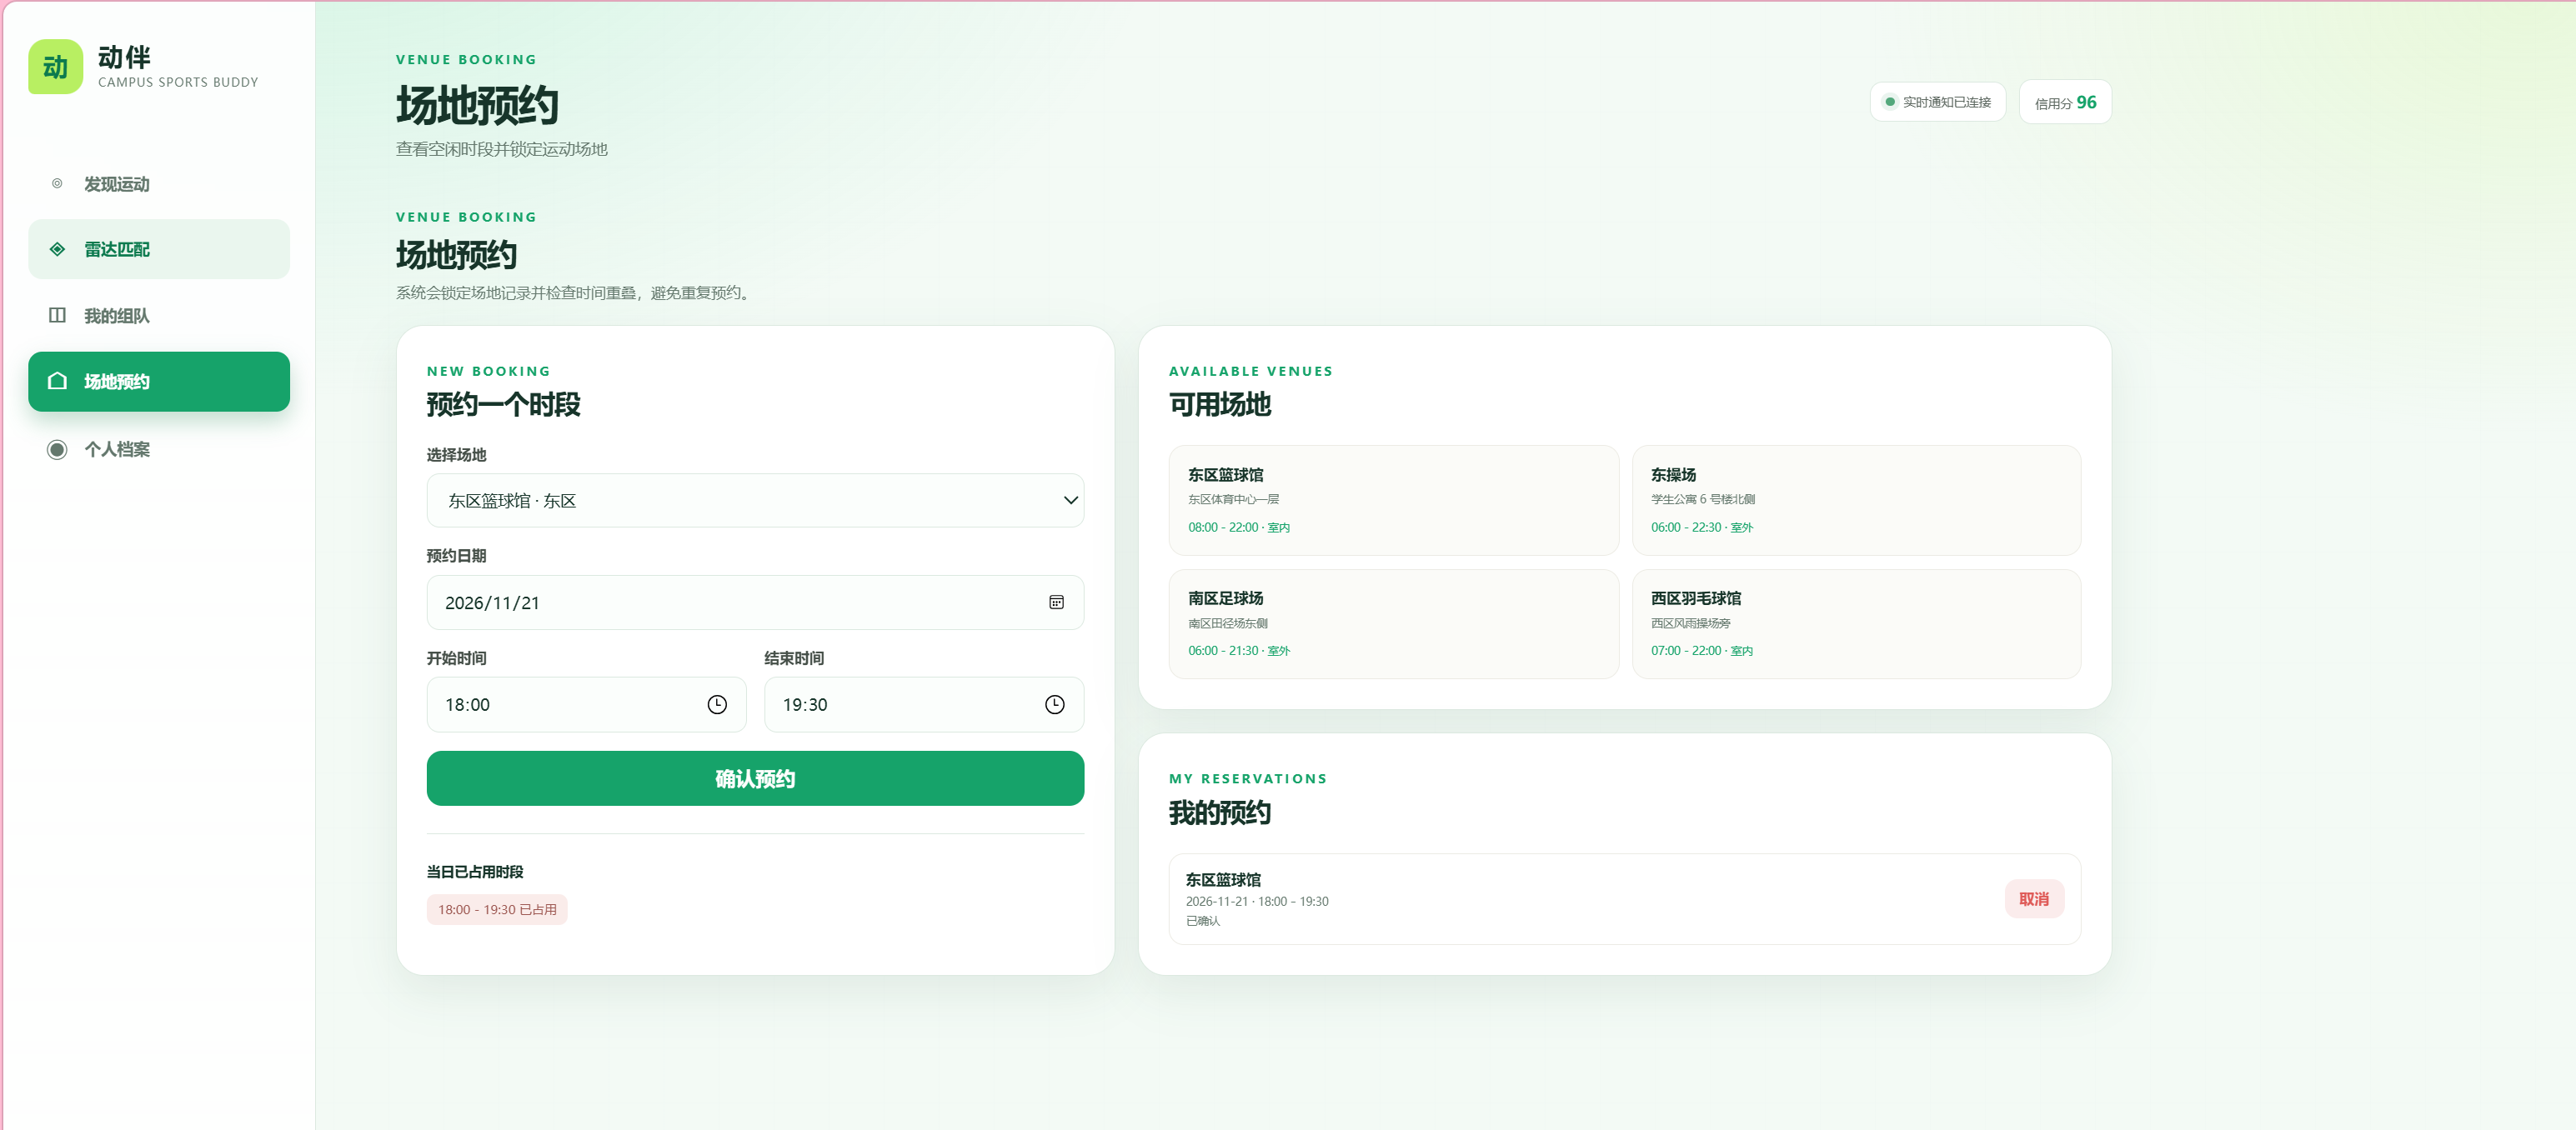 动
动伴
CAMPUS SPORTS BUDDY
发现运动
雷达匹配
我的组队
场地预约
个人档案
VENUE BOOKING
场地预约
查看空闲时段并锁定运动场地
实时通知已连接
信用分 96
VENUE BOOKING
场地预约
系统会锁定场地记录并检查时间重叠，避免重复预约。
NEW BOOKING
预约一个时段
选择场地
东区篮球馆 · 东区
预约日期
2026/11/21
开始时间
结束时间
18:00
19:30
确认预约
当日已占用时段
18:00 - 19:30 已占用
AVAILABLE VENUES
可用场地
东区篮球馆
东区体育中心一层
08:00 - 22:00 · 室内
东操场
学生公寓 6 号楼北侧
06:00 - 22:30 · 室外
南区足球场
南区田径场东侧
06:00 - 21:30 · 室外
西区羽毛球馆
西区风雨操场旁
07:00 - 22:00 · 室内
MY RESERVATIONS
我的预约
东区篮球馆
2026-11-21 · 18:00 - 19:30
已确认
取消